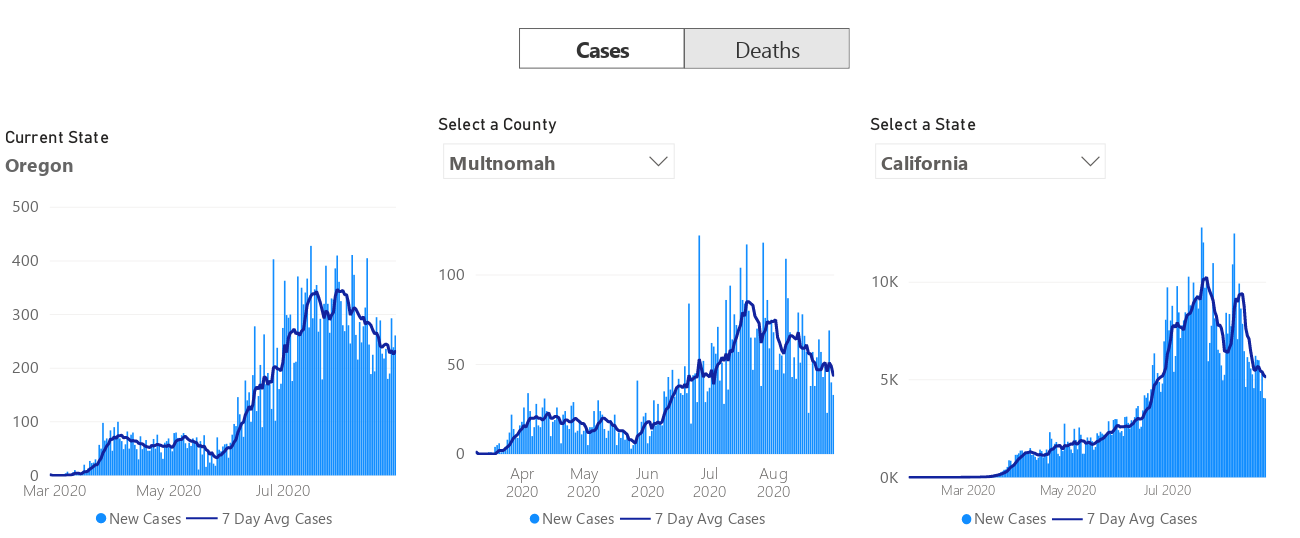 Cases Deaths
Current State
Oregon
500
400
300
200
100
0
Mar 2020 May 2020 Jul 2020
New Cases 7 Day Avg Cases
Select a County
Multnomah
100
50
0
Apr May Jun Jul Aug
2020 2020 2020 2020 2020
New Cases 7 Day Avg Cases
Select a State
California
10K
5K
0K
Mar 2020 May 2020 Jul 2020
New Cases 7 Day Avg Cases